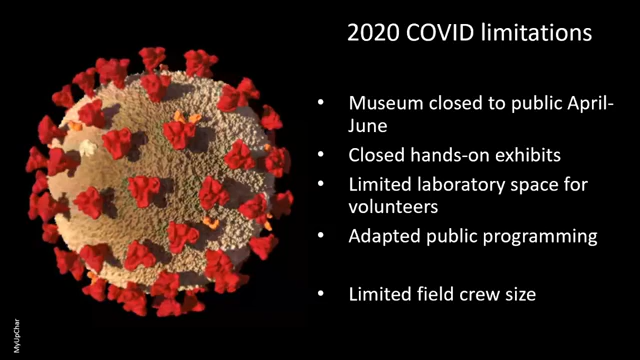 2020 COVID limitations
• Museum closed to public April-
June
• Closed hands-on exhibits
• Limited laboratory space for
volunteers
• Adapted public programming
• Limited field crew size
MyUpChar